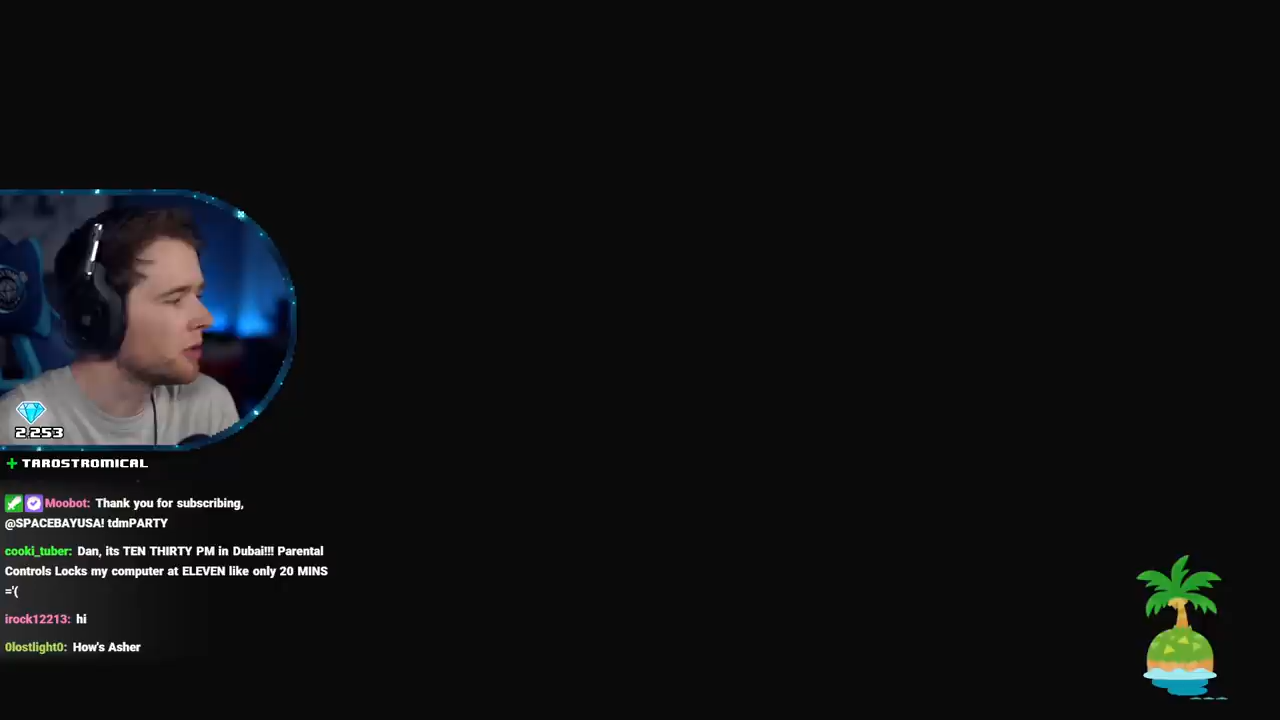 2,253
+ TAROSTROMICAL
Moobot: Thank you for subscribing,
@SPACEBAYUSA! tdmPARTY
cooki_tuber: Dan, its TEN THIRTY PM in Dubai!!! Parental
Controls Locks my computer at ELEVEN like only 20 MINS
='(
irock12213: hi
0lostlight0: How's Asher